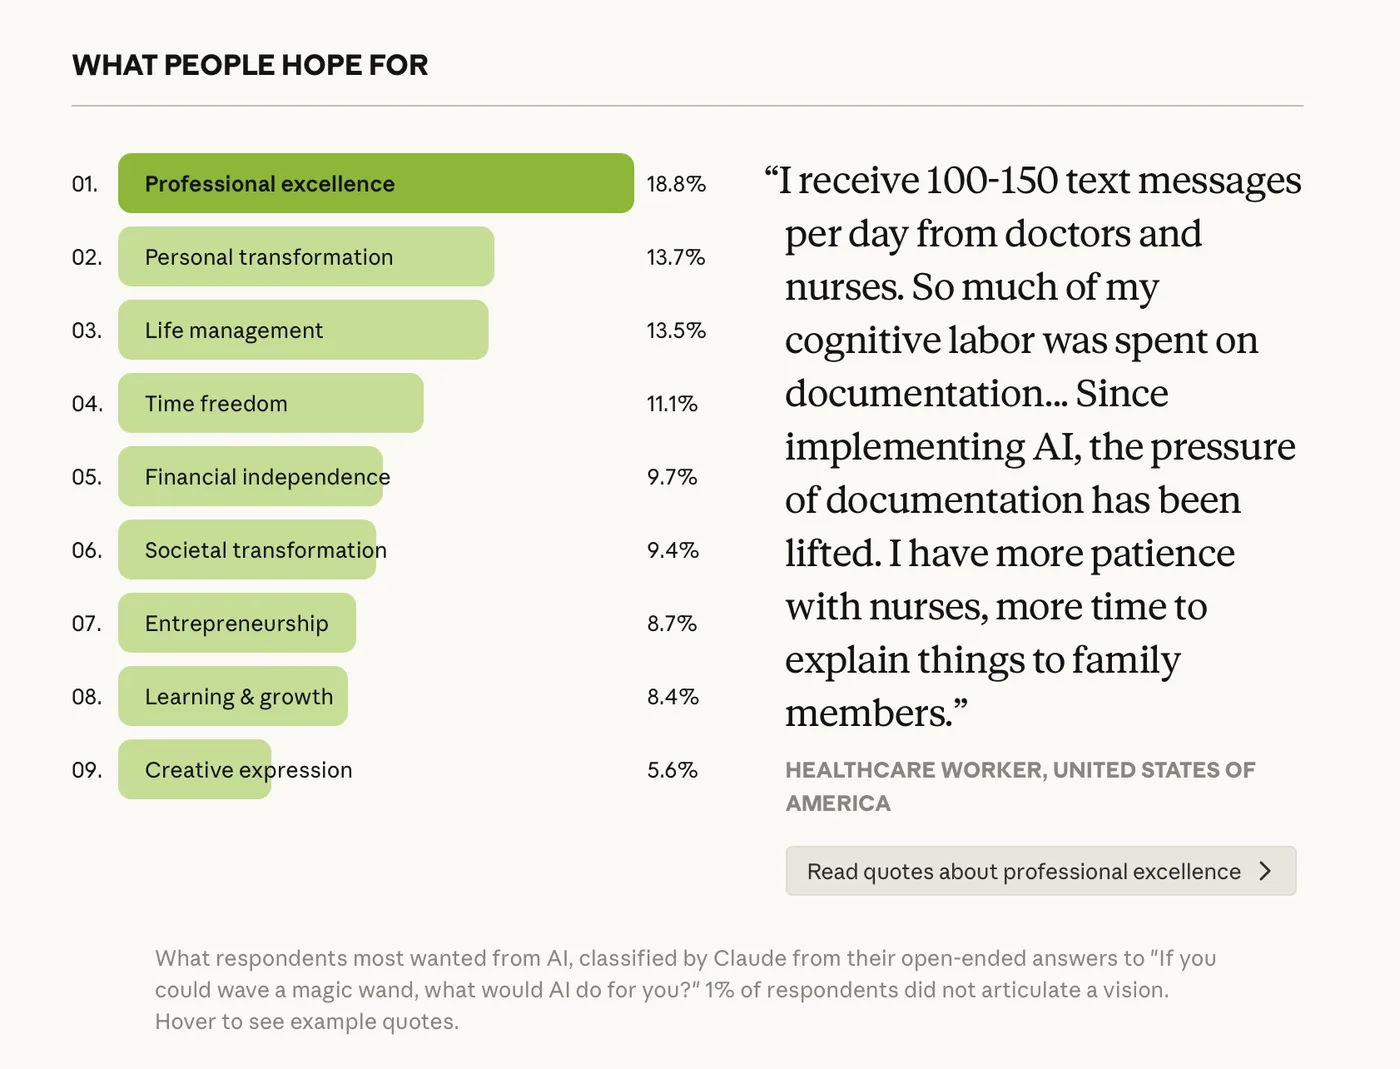 WHAT PEOPLE HOPE FOR
01. Professional excellence 18.8%
02. Personal transformation 13.7%
03. Life management 13.5%
04. Time freedom 11.1%
05. Financial independence 9.7%
06. Societal transformation 9.4%
07. Entrepreneurship 8.7%
08. Learning & growth 8.4%
09. Creative expression 5.6%
“I receive 100-150 text messages
per day from doctors and
nurses. So much of my
cognitive labor was spent on
documentation... Since
implementing AI, the pressure
of documentation has been
lifted. I have more patience
with nurses, more time to
explain things to family
members.”
HEALTHCARE WORKER, UNITED STATES OF
AMERICA
Read quotes about professional excellence
What respondents most wanted from AI, classified by Claude from their open-ended answers to "If you
could wave a magic wand, what would AI do for you?" 1% of respondents did not articulate a vision.
Hover to see example quotes.